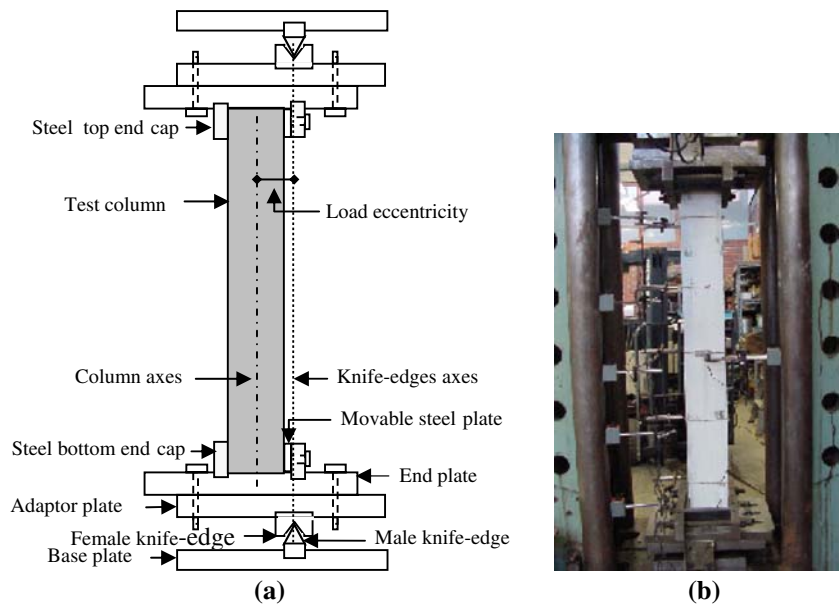 Steel top end cap
Test column
Load eccentricity
Column axes
Knife-edges axes
Movable steel plate
Steel bottom end cap
End plate
Adaptor plate
Female knife-edge
Male knife-edge
Base plate
(a)
(b)